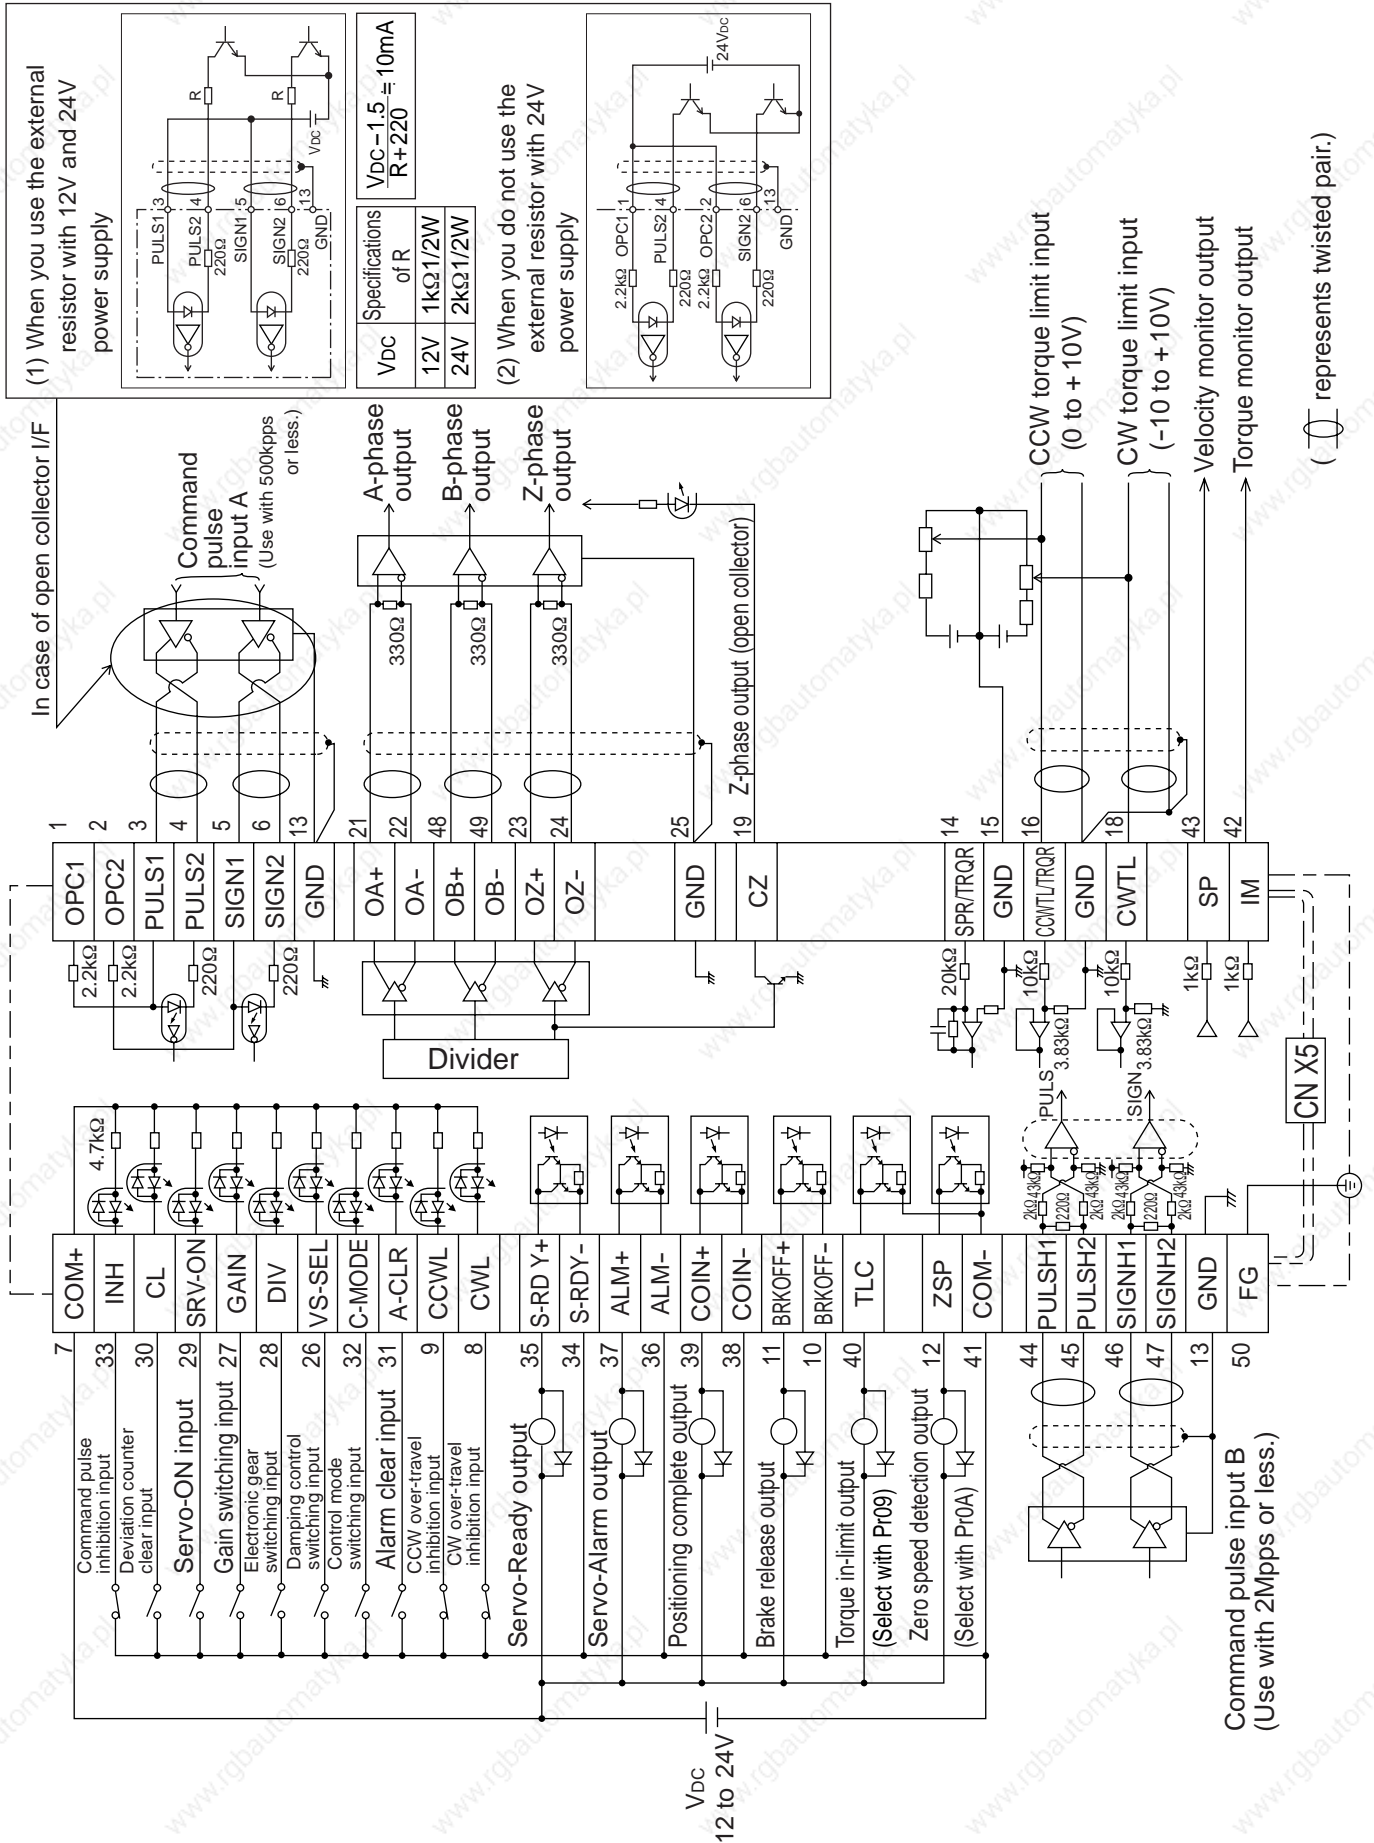 In case of open collector I/F
(1) When you use the external
resistor with 12V and 24V
power supply
PULS1 3
PULS2 4
220Ω
SIGN1 5
SIGN2 6
220Ω
13
GND
R
R
VDC
VDC
Specifications
of R
12V 1kΩ1/2W
24V 2kΩ1/2W
VDC−1.5
R+220
≒10mA
(2) When you do not use the
external resistor with 24V
power supply
2.2kΩ OPC1 1
220Ω PULS2 4
2.2kΩ OPC2 2
220Ω SIGN2 6
13
GND
24VDC
Command
pulse
input A
(Use with 500kpps
or less.)
A-phase
output
B-phase
output
Z-phase
output
330Ω
330Ω
330Ω
Z-phase output (open collector)
CCW torque limit input
(0 to +10V)
CW torque limit input
(−10 to +10V)
Velocity monitor output
Torque monitor output
( represents twisted pair.)
OPC1 1
OPC2 2
PULS1 3
PULS2 4
SIGN1 5
SIGN2 6
GND 13
OA+ 21
OA− 22
OB+ 48
OB− 49
OZ+ 23
OZ− 24
GND 25
CZ 19
SPR/TRQR 14
GND 15
CCWTL/TRQR 16
GND 17
CWTL 18
SP 43
IM 42
2.2kΩ
2.2kΩ
220Ω
220Ω
Divider
20kΩ
10kΩ
3.83kΩ
10kΩ
3.83kΩ
1kΩ
1kΩ
CN X5
4.7kΩ
PULS
SIGN
2kΩ 43kΩ
220Ω
2kΩ 43kΩ
2kΩ 43kΩ
220Ω
2kΩ 43kΩ
7 COM+
33 INH
30 CL
29 SRV-ON
27 GAIN
28 DIV
26 VS-SEL
32 C-MODE
31 A-CLR
9 CCWL
8 CWL
35 S-RDY+
34 S-RDY−
37 ALM+
36 ALM−
39 COIN+
38 COIN−
11 BRKOFF+
10 BRKOFF−
40 TLC
12 ZSP
41 COM−
44 PULSH1
45 PULSH2
46 SIGNH1
47 SIGNH2
13 GND
50 FG
Command pulse
inhibition input
Deviation counter
clear input
Servo-ON input
Gain switching input
Electronic gear
switching input
Damping control
switching input
Control mode
switching input
Alarm clear input
CCW over-travel
inhibition input
CW over-travel
inhibition input
Servo-Ready output
Servo-Alarm output
Positioning complete output
Brake release output
Torque in-limit output
(Select with Pr09)
Zero speed detection output
(Select with Pr0A)
VDC
12 to 24V
Command pulse input B
(Use with 2Mpps or less.)
www.rgbautomatyka.pl